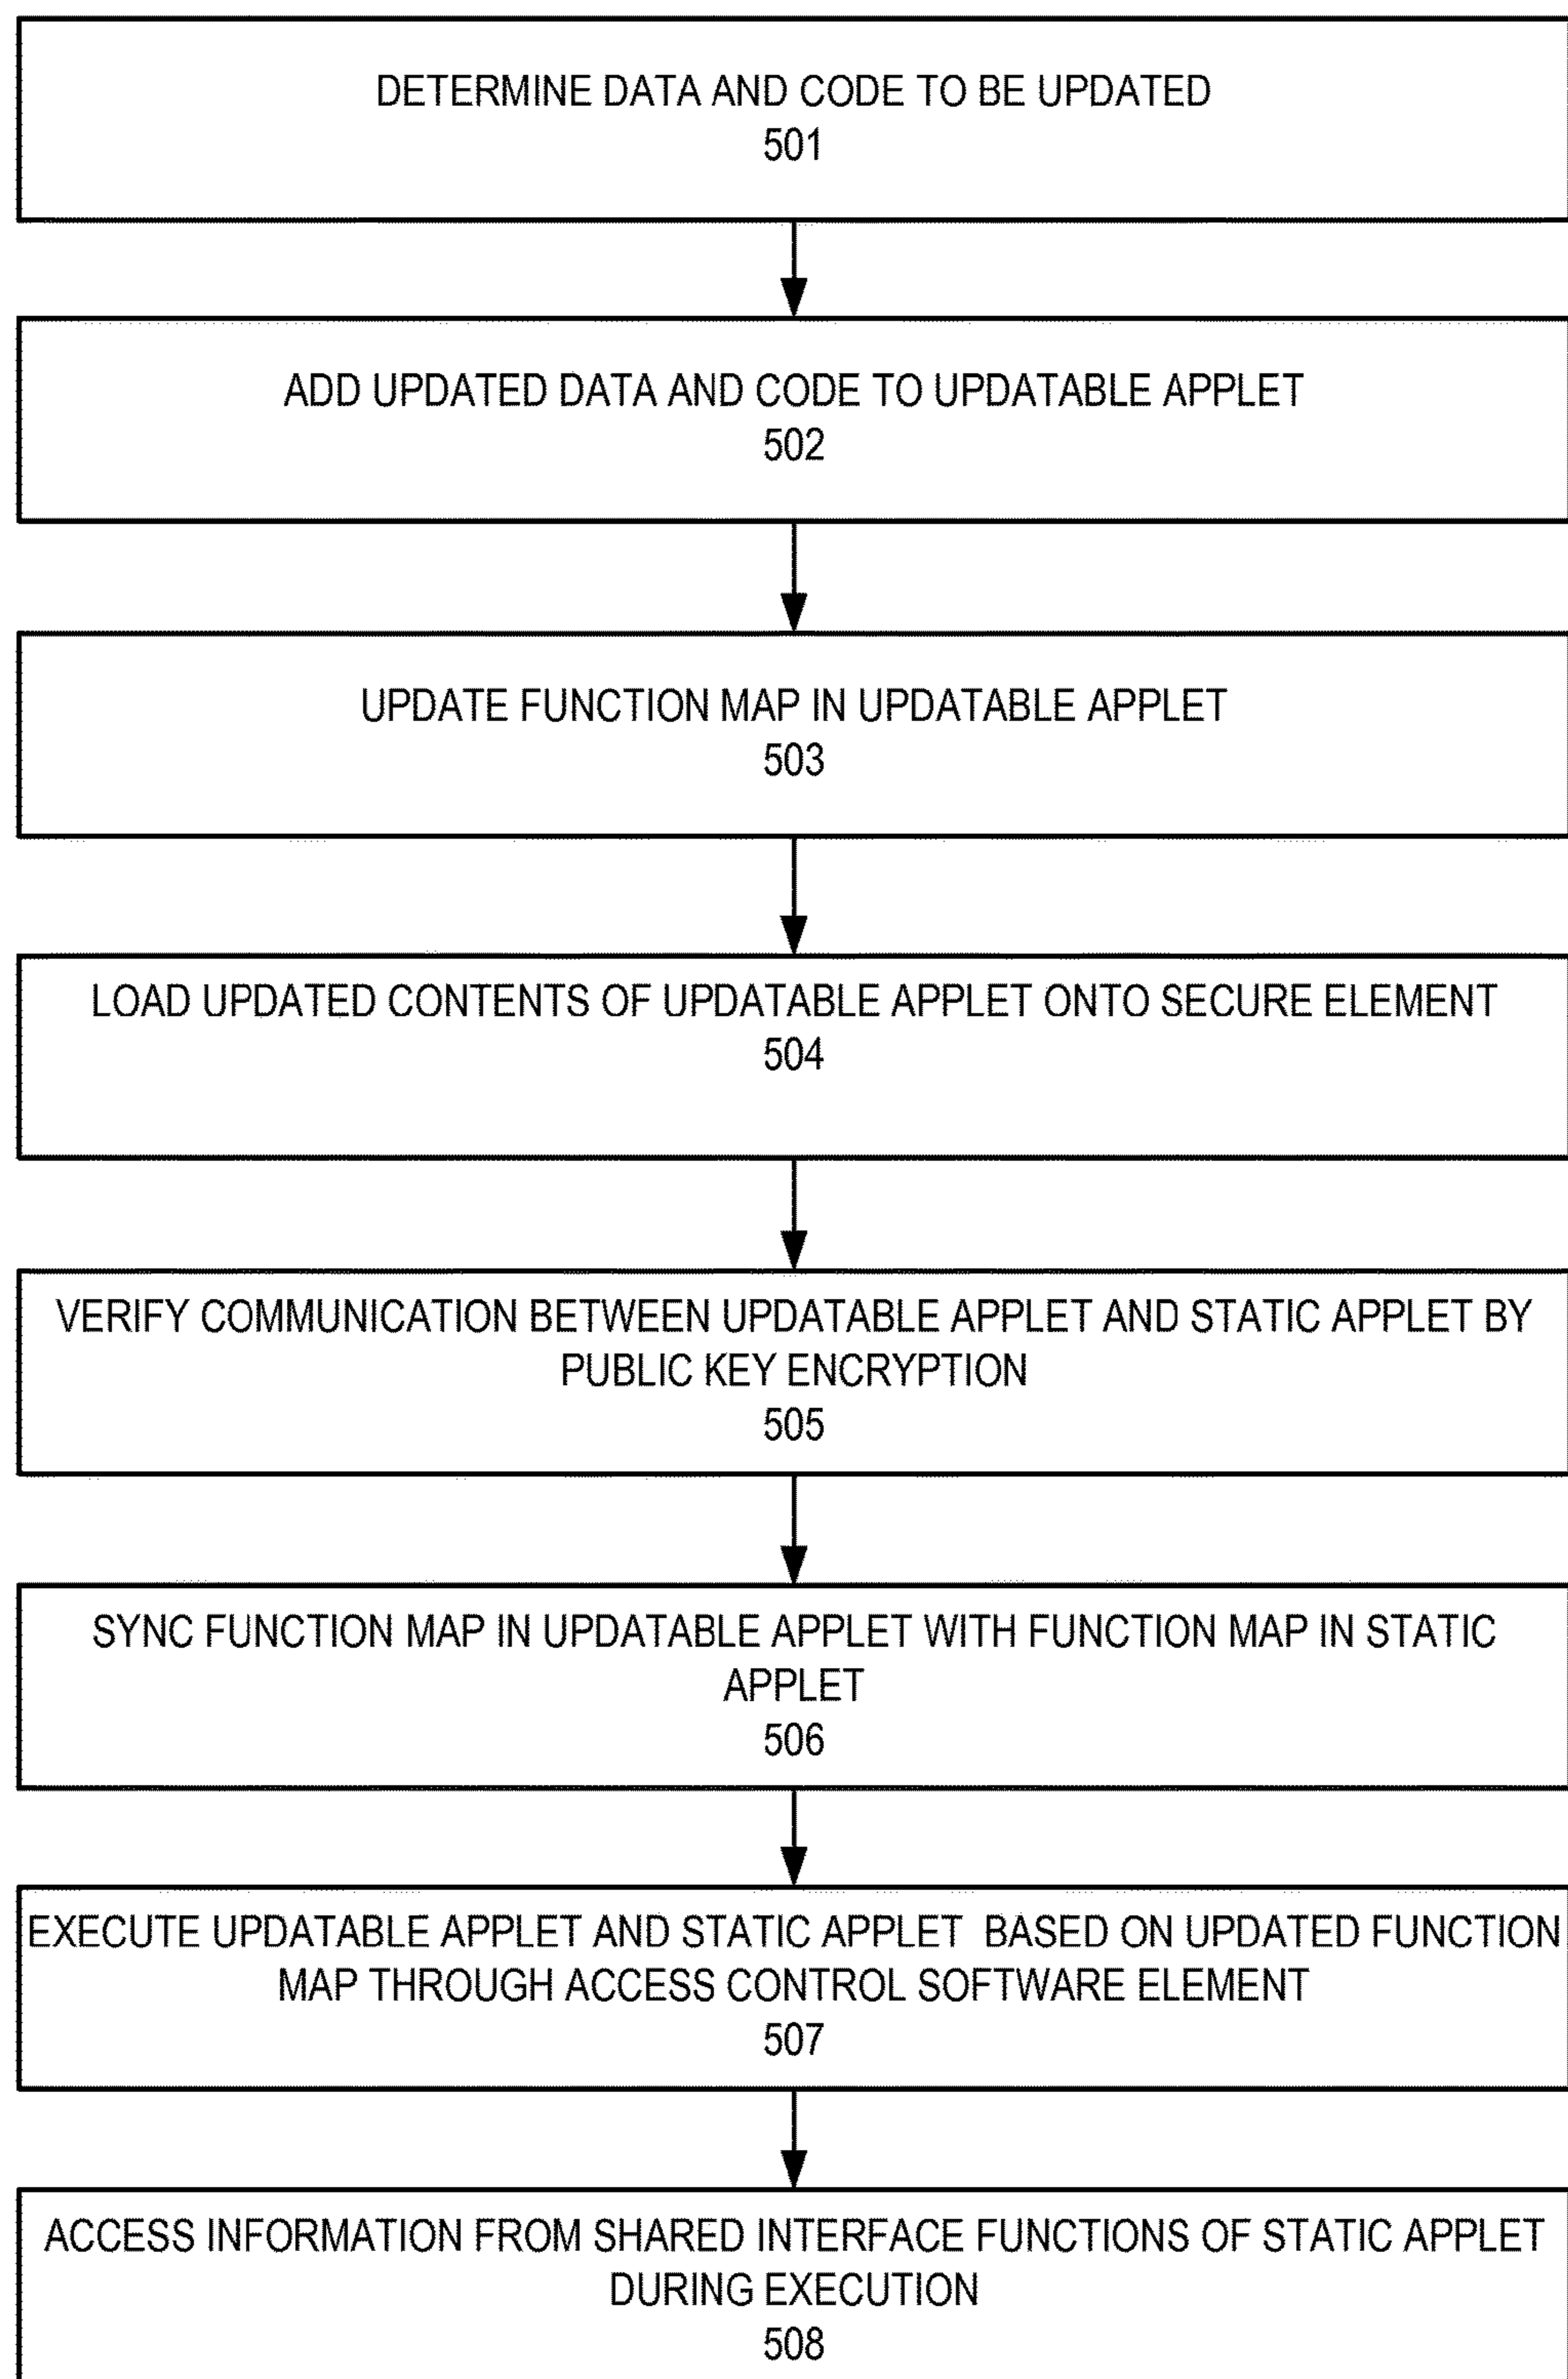 DETERMINE DATA AND CODE TO BE UPDATED
501
ADD UPDATED DATA AND CODE TO UPDATABLE APPLET
502
UPDATE FUNCTION MAP IN UPDATABLE APPLET
503
LOAD UPDATED CONTENTS OF UPDATABLE APPLET ONTO SECURE ELEMENT
504
VERIFY COMMUNICATION BETWEEN UPDATABLE APPLET AND STATIC APPLET BY
PUBLIC KEY ENCRYPTION
505
SYNC FUNCTION MAP IN UPDATABLE APPLET WITH FUNCTION MAP IN STATIC
APPLET
506
EXECUTE UPDATABLE APPLET AND STATIC APPLET BASED ON UPDATED FUNCTION
MAP THROUGH ACCESS CONTROL SOFTWARE ELEMENT
507
ACCESS INFORMATION FROM SHARED INTERFACE FUNCTIONS OF STATIC APPLET
DURING EXECUTION
508